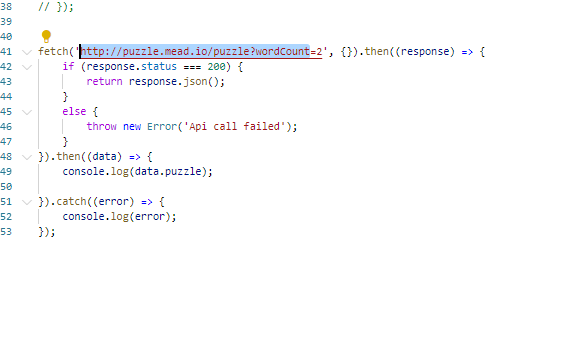 38 // });
39
40
41 fetch('http://puzzle.mead.io/puzzle?wordCount=2', {}).then((response) => {
42 if (response.status === 200) {
43 return response.json();
44 }
45 else {
46 throw new Error('Api call failed');
47 }
48 }).then((data) => {
49 console.log(data.puzzle);
50
51 }).catch((error) => {
52 console.log(error);
53 });